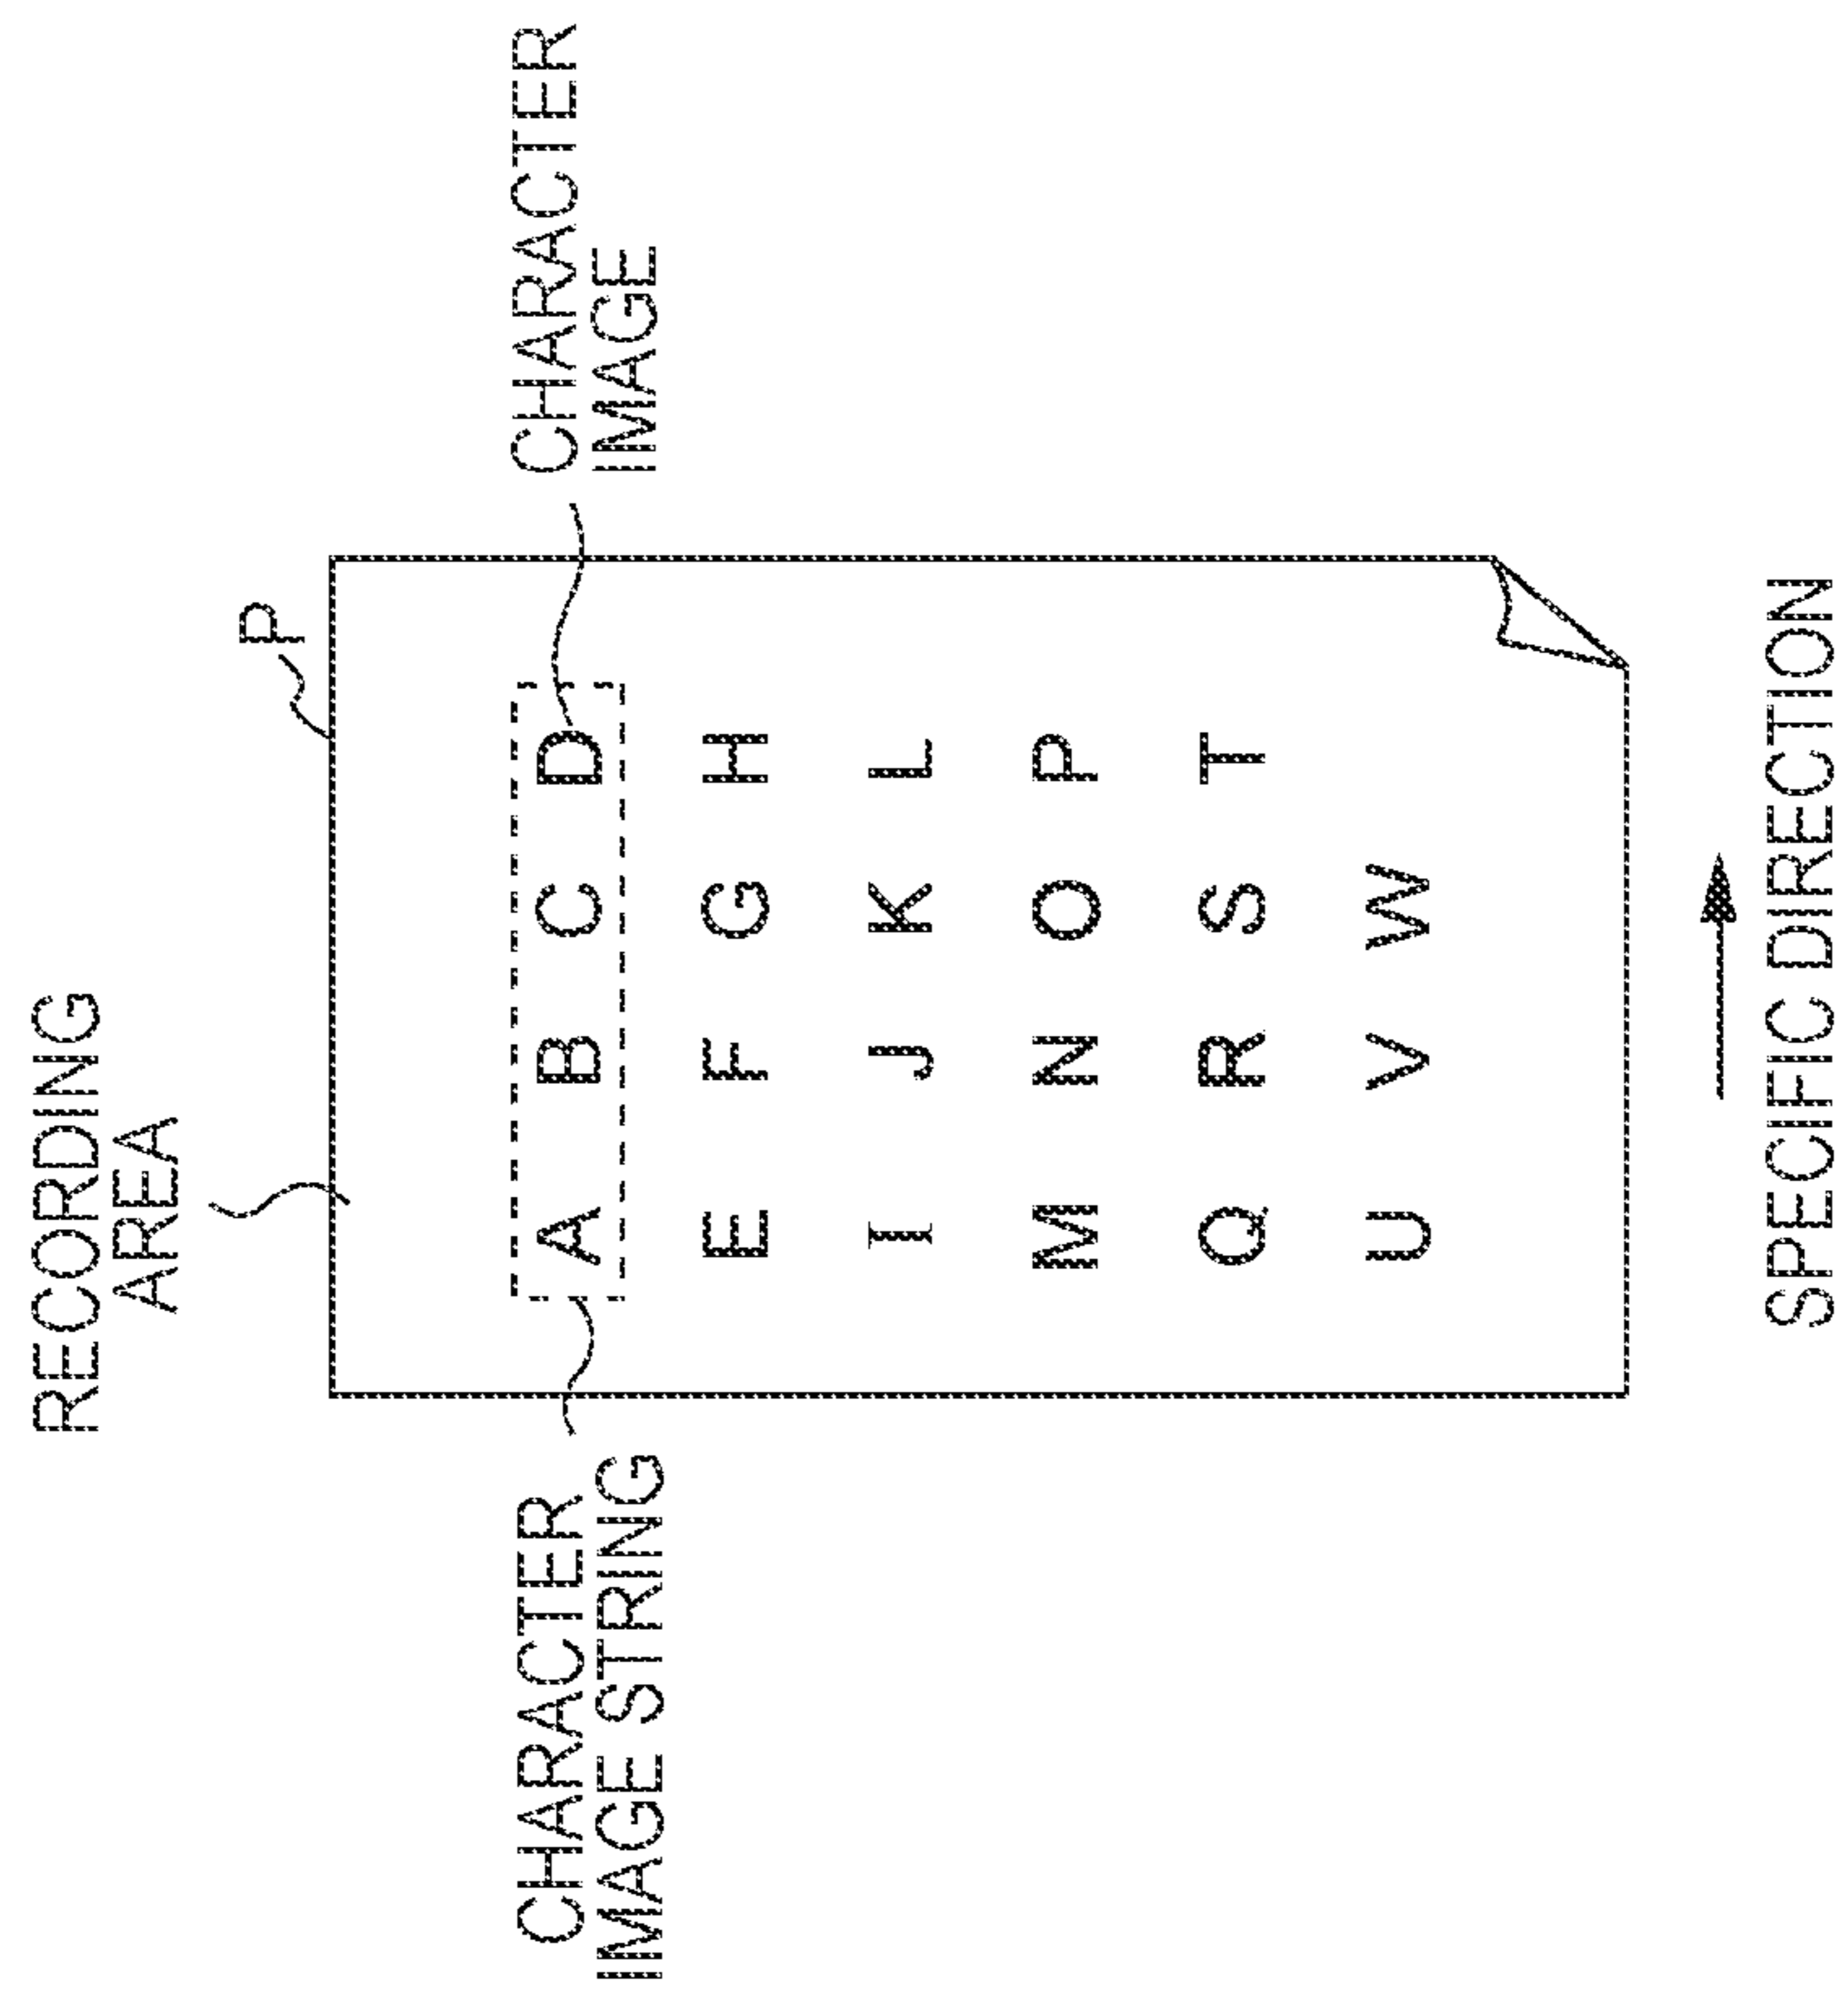 RECORDING
AREA
P
CHARACTER
IMAGE STRING
A B C D
CHARACTER
IMAGE
E F G H
I J K L
M N O P
Q R S T
U V W
SPECIFIC DIRECTION